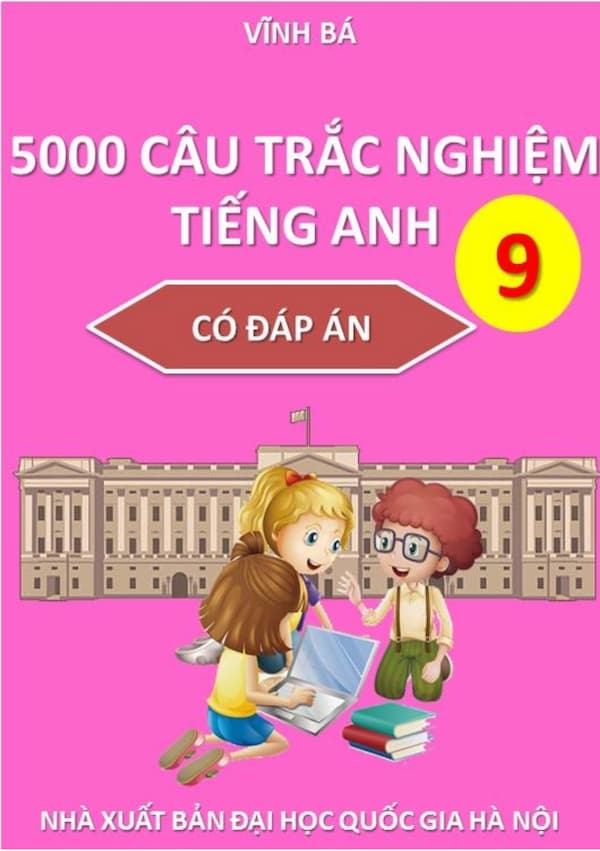 VĨNH BÁ
5000 CÂU TRẮC NGHIỆM
TIẾNG ANH
9
CÓ ĐÁP ÁN
NHÀ XUẤT BẢN ĐẠI HỌC QUỐC GIA HÀ NỘI